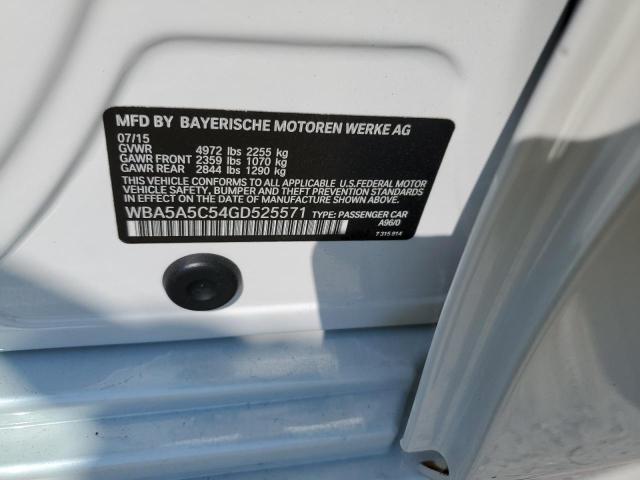 MFD BY BAYERISCHE MOTOREN WERKE AG
07/15
GVWR 4972 lbs 2255 kg
GAWR FRONT 2359 lbs 1070 kg
GAWR REAR 2844 lbs 1290 kg
THIS VEHICLE CONFORMS TO ALL APPLICABLE U.S.FEDERAL MOTOR
VEHICLE SAFETY, BUMPER, AND THEFT PREVENTION STANDARDS
IN EFFECT ON THE DATE OF MANUFACTURE SHOWN ABOVE.
WBA5A5C54GD525571 TYPE: PASSENGER CAR
A96/0
7 315 914